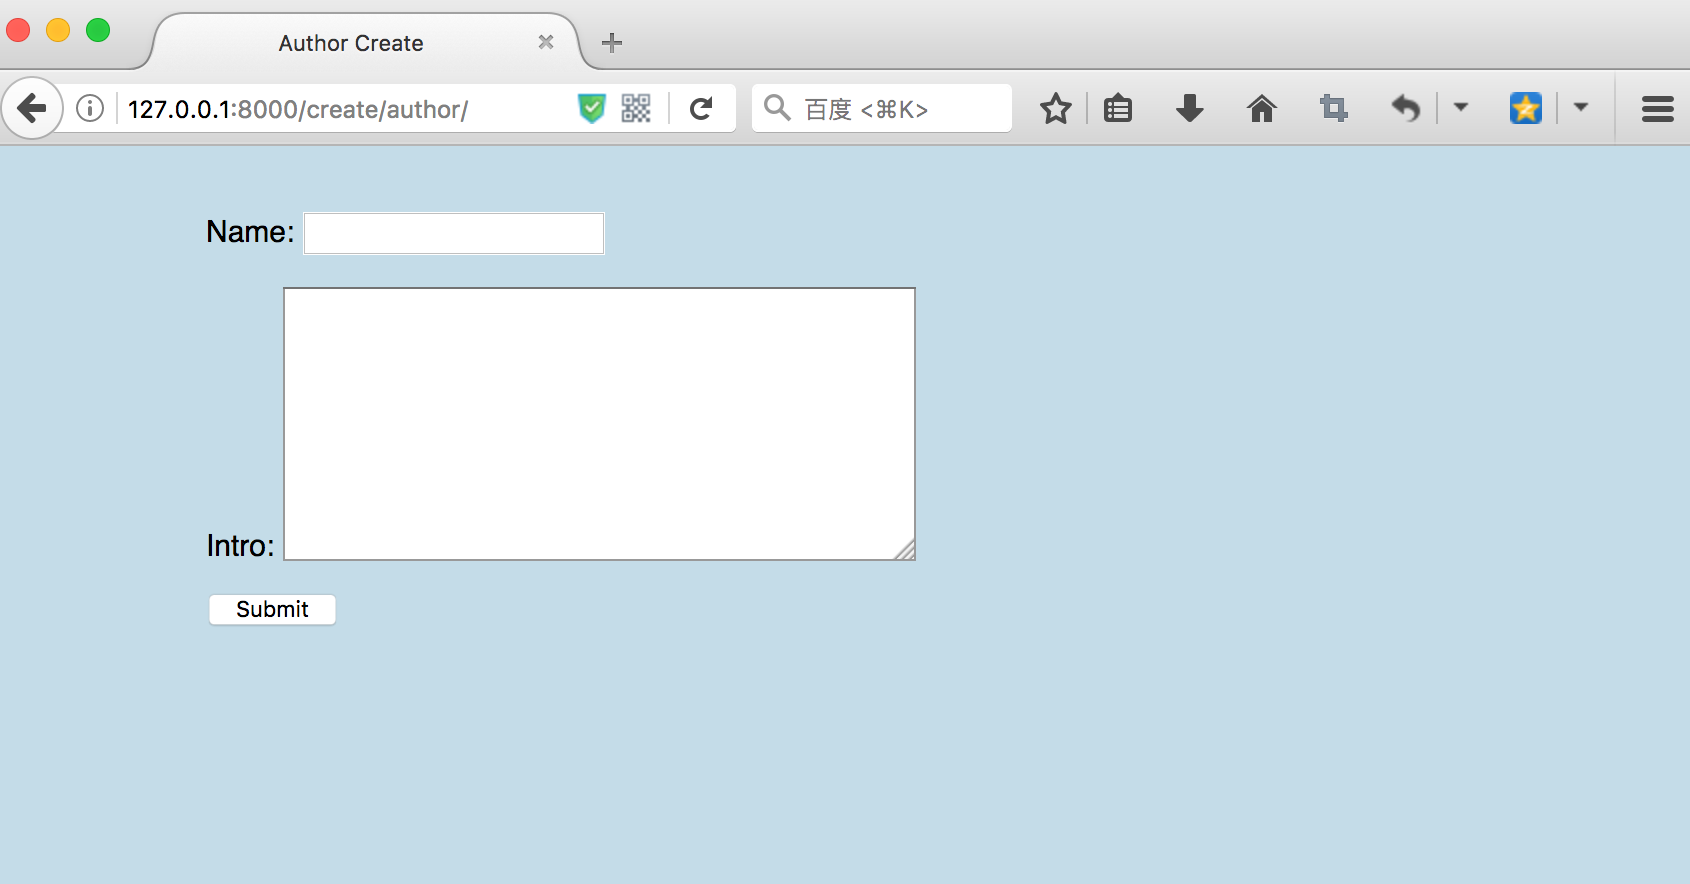 Author Create
127.0.0.1:8000/create/author/
百度 <⌘K>
Name:
Intro:
Submit